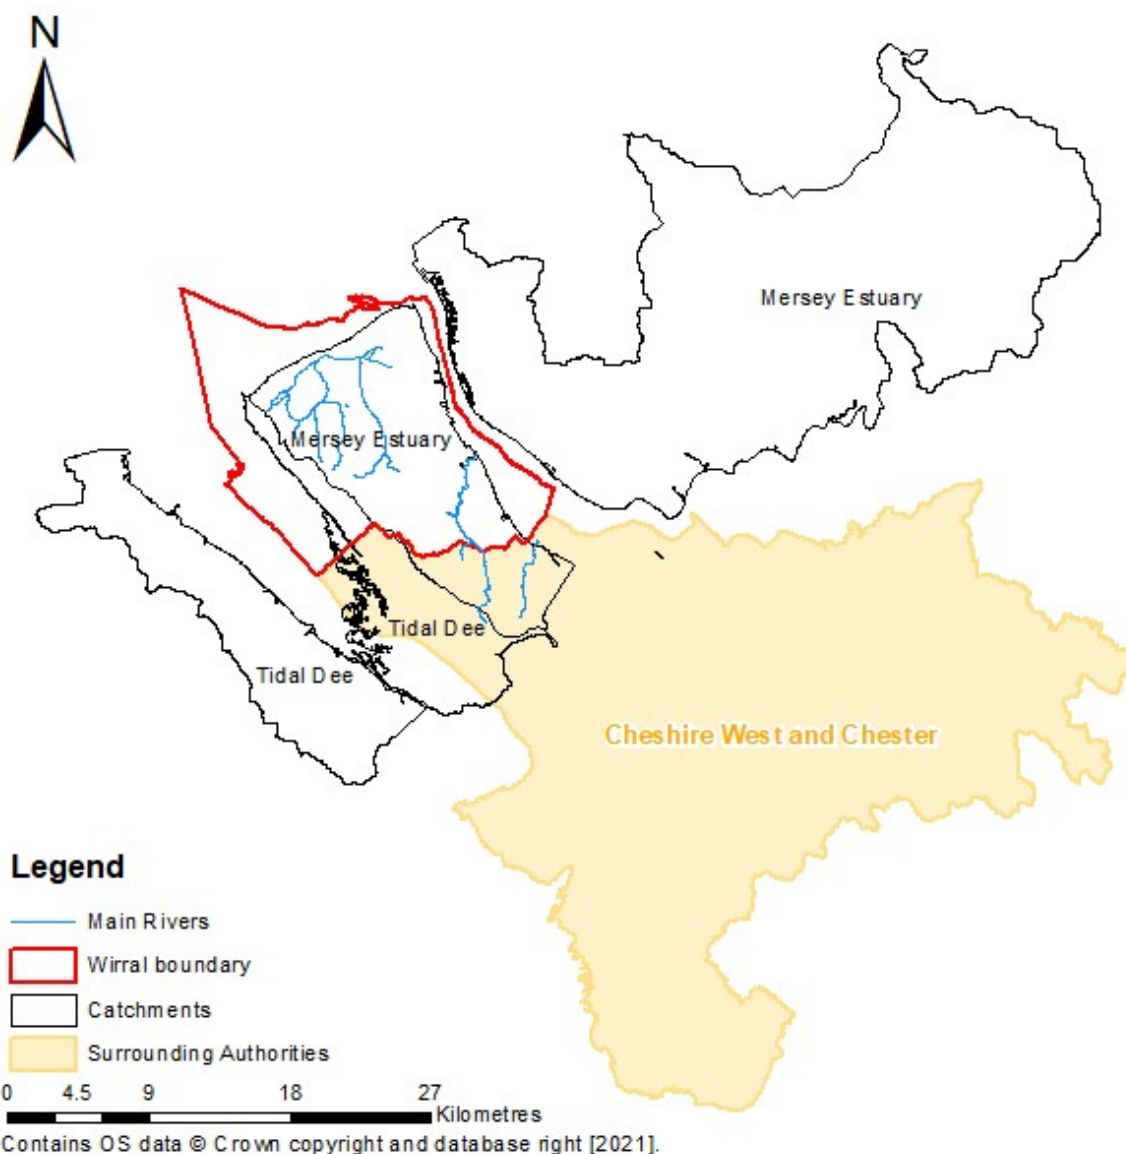 N
Mersey Estuary
Mersey Estuary
Tidal Dee
Tidal Dee
Cheshire West and Chester
Legend
Main Rivers
Wirral boundary
Catchments
Surrounding Authorities
0 4.5 9 18 27
Kilometres
Contains OS data © Crown copyright and database right [2021].